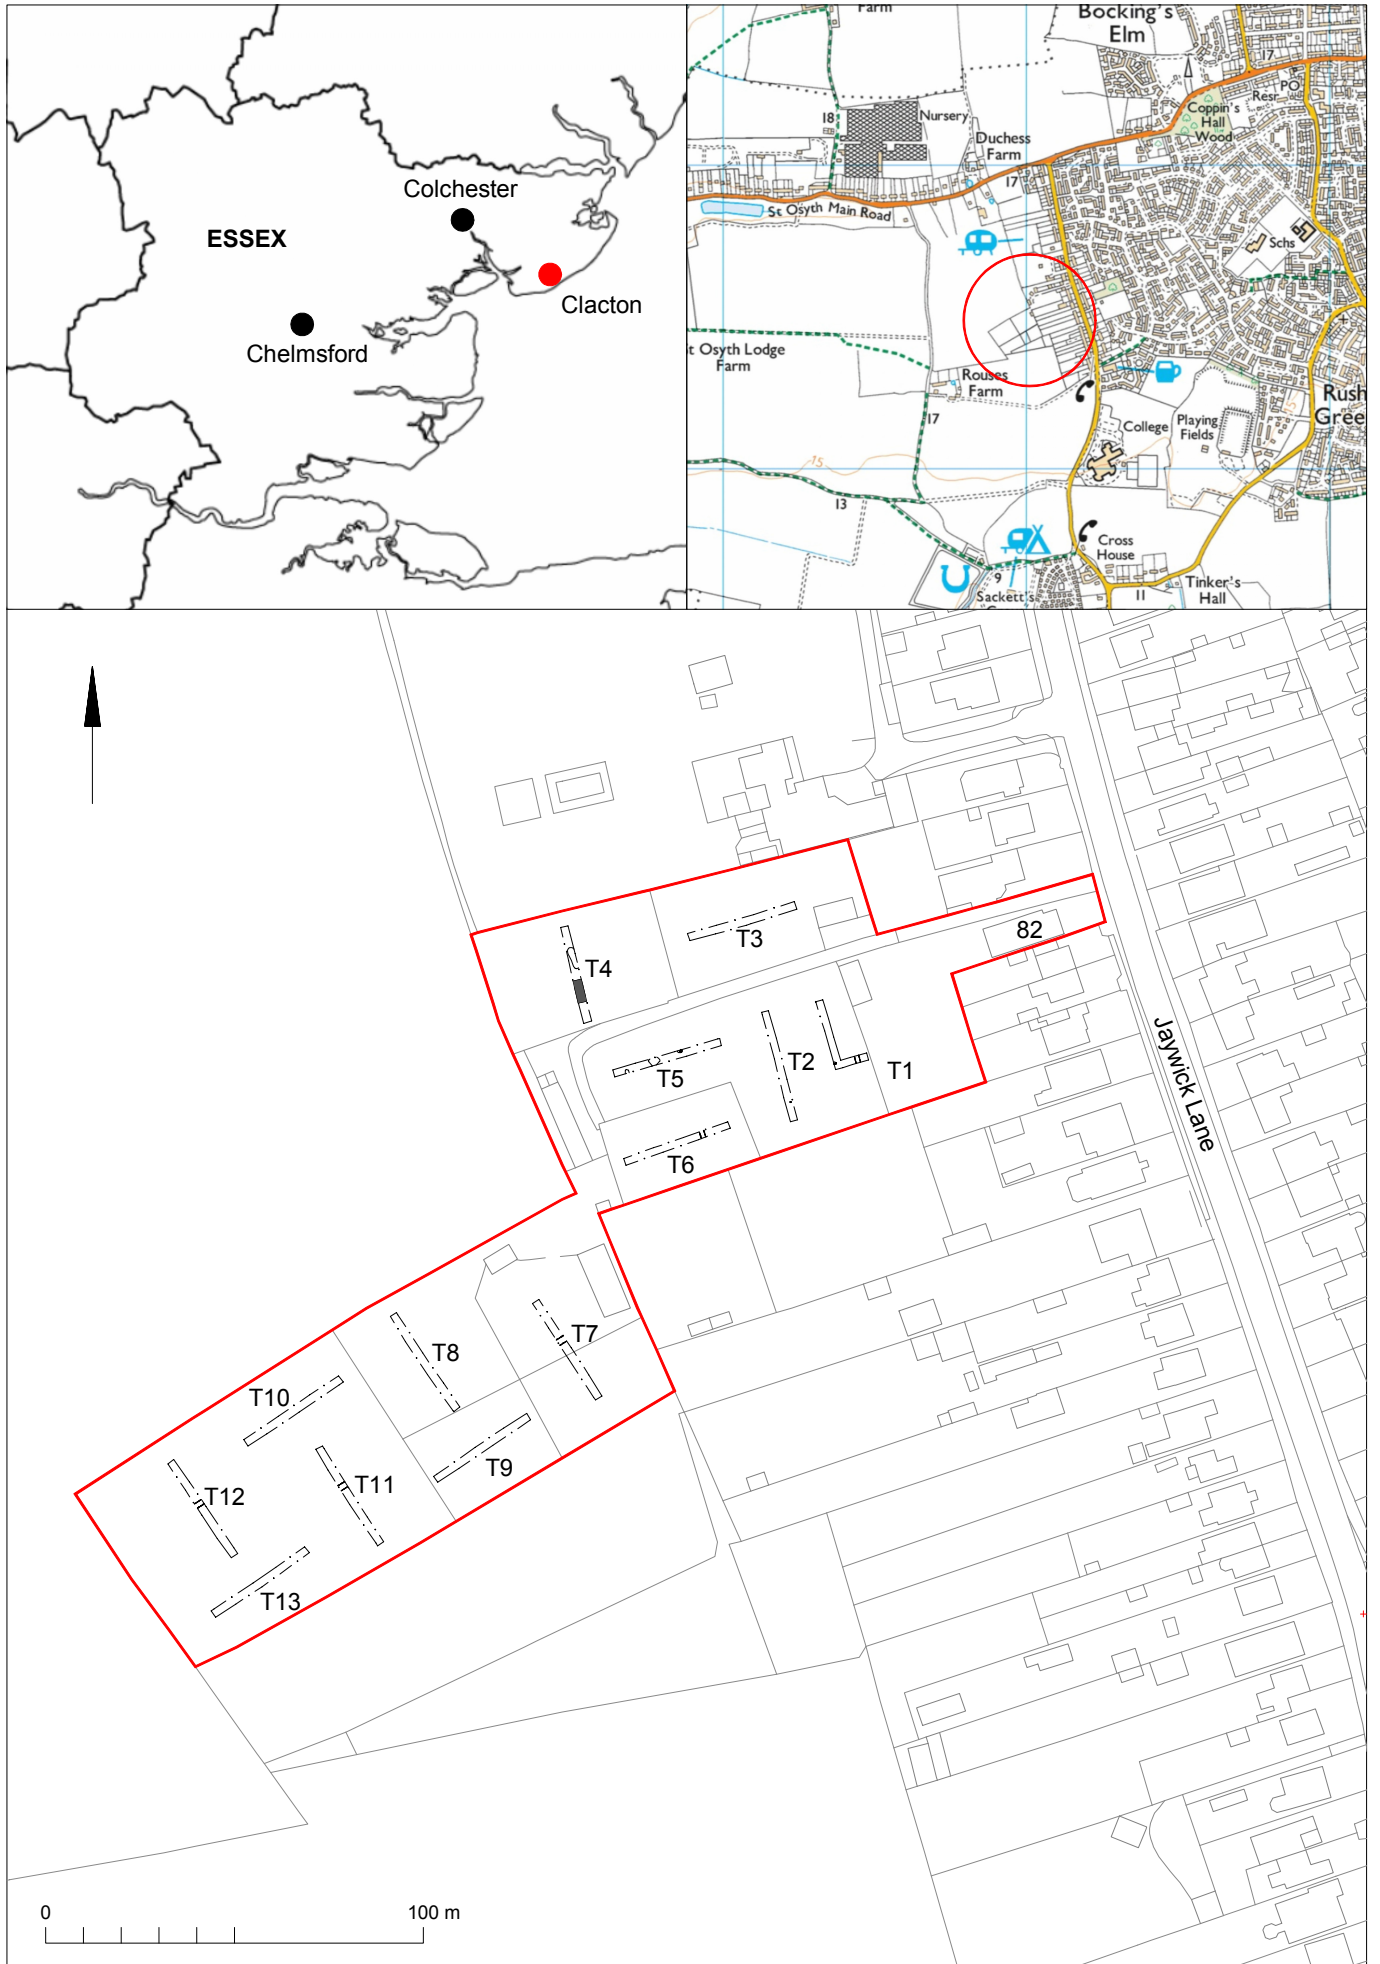 Colchester
ESSEX
Clacton
Chelmsford
Farm
Bocking's
Elm
17
PO
Resr
Coppin's
Hall
Wood
18
Nursery
Duchess
Farm
17
St Osyth Main Road
Schs
t Osyth Lodge
Farm
Rouses
Farm
17
College
Playing
Fields
Rush
Gree
15
15
13
Cross
House
9
Sackett's
11
Tinker's
Hall
82
T3
T4
T5
T2
T1
T6
Jaywick Lane
T7
T8
T10
T9
T11
T12
T13
0
100 m